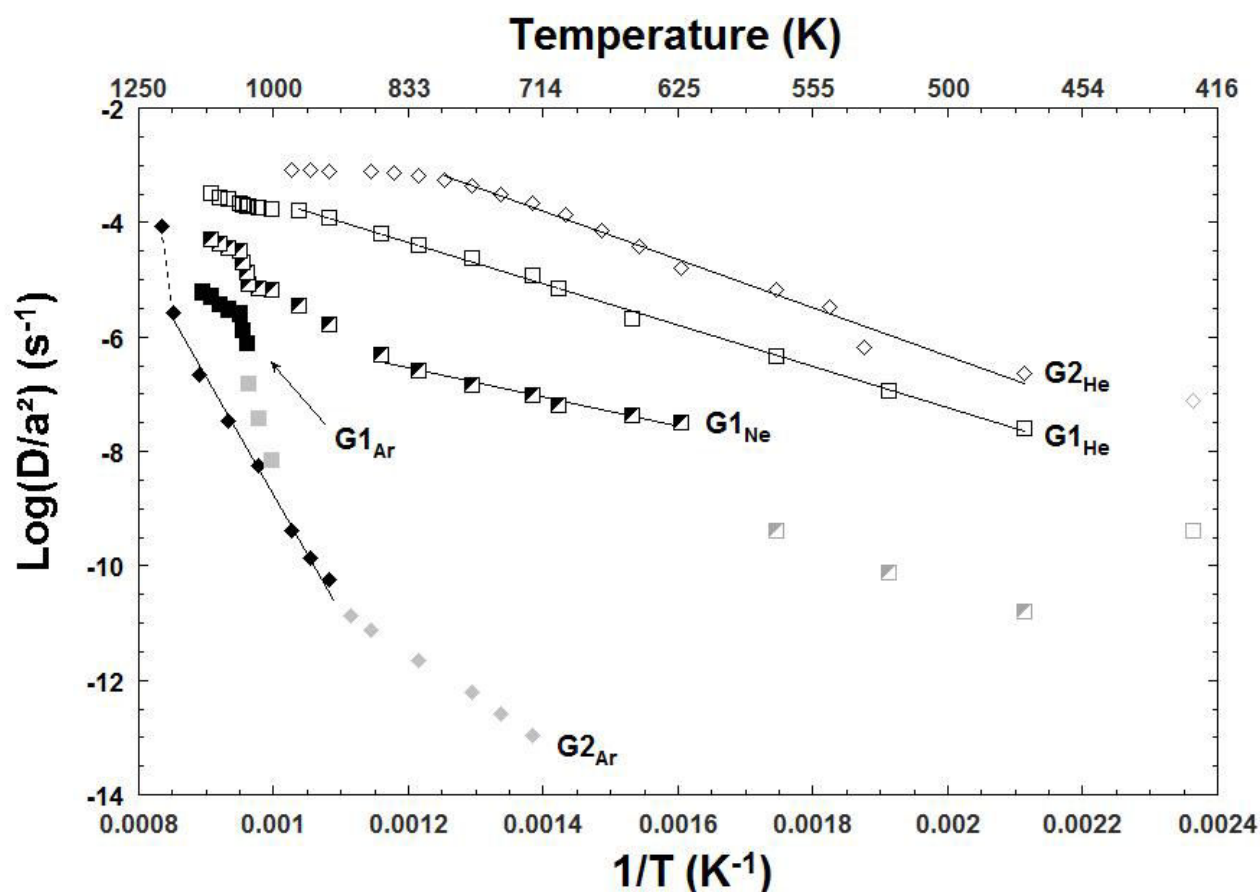 Temperature (K)
1250 1000 833 714 625 555 500 454 416
-2
-4
-6
-8
-10
-12
-14
Log(D/a²) (s⁻¹)
G2He
G1He
G1Ne
G1Ar
G2Ar
0.0008 0.001 0.0012 0.0014 0.0016 0.0018 0.002 0.0022 0.0024
1/T (K⁻¹)